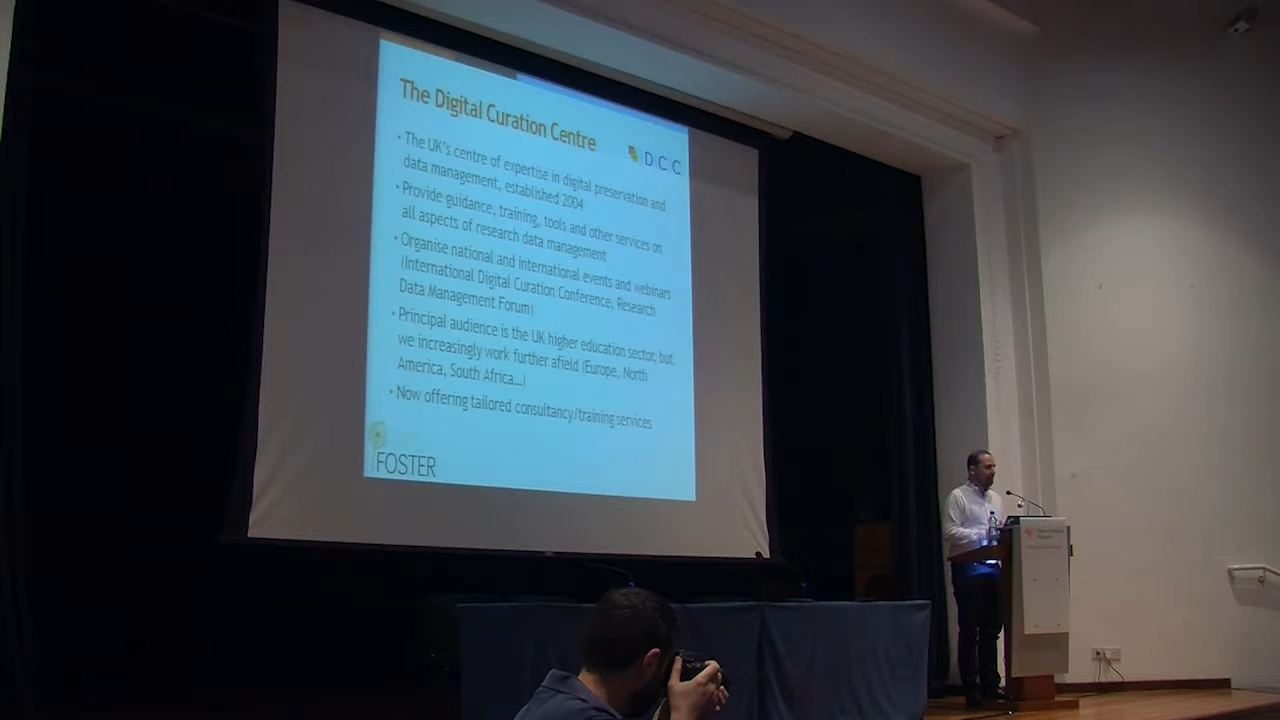 The Digital Curation Centre
DCC
• The UK's centre of expertise in digital preservation and
data management, established 2004
• Provide guidance, training, tools and other services on
all aspects of research data management
• Organise national and international events and webinars
(International Digital Curation Conference, Research
Data Management Forum)
• Principal audience is the UK higher education sector, but
we increasingly work further afield (Europe, North
America, South Africa…)
• Now offering tailored consultancy/training services
FOSTER